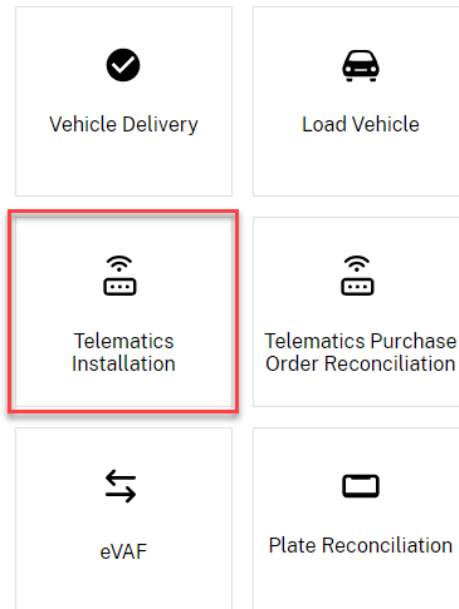 Vehicle Delivery
Load Vehicle
Telematics
Installation
Telematics Purchase
Order Reconciliation
eVAF
Plate Reconciliation